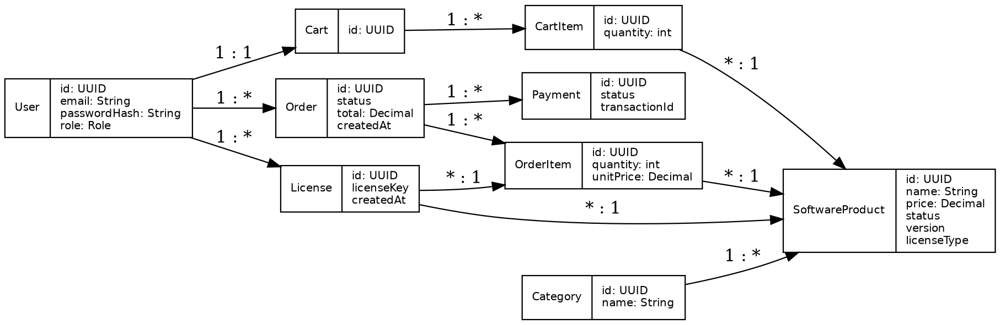 User
id: UUID
email: String
passwordHash: String
role: Role
1 : 1
1 : *
1 : *
Cart
id: UUID
Order
id: UUID
status
total: Decimal
createdAt
License
id: UUID
licenseKey
createdAt
1 : *
1 : *
1 : *
* : 1
* : 1
CartItem
id: UUID
quantity: int
Payment
id: UUID
status
transactionId
OrderItem
id: UUID
quantity: int
unitPrice: Decimal
Category
id: UUID
name: String
* : 1
* : 1
1 : *
SoftwareProduct
id: UUID
name: String
price: Decimal
status
version
licenseType